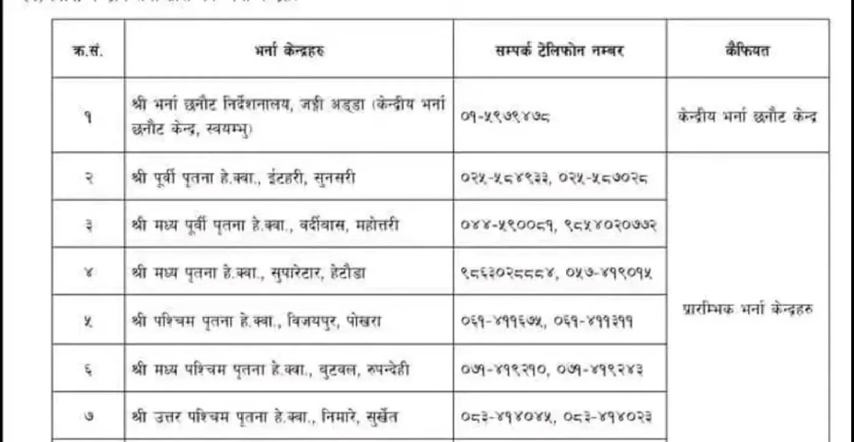 क्र.सं. भर्ना केन्द्रहरु सम्पर्क टेलिफोन नम्बर कैफियत
१ श्री भर्ना छनौट निर्देशनालय, जङ्गी अड्डा (केन्द्रीय भर्ना छनौट केन्द्र, स्वयम्भु) ०१-५९७९४७८ केन्द्रीय भर्ना छनौट केन्द्र
२ श्री पूर्वी पृतना हे.क्वा., ईटहरी, सुनसरी ०२५-५८४९३३, ०२५-५८७०२८ प्रारम्भिक भर्ना केन्द्रहरु
३ श्री मध्य पूर्वी पृतना हे.क्वा., बर्दीबास, महोत्तरी ०४४-५९००८१, ९८५४०२०७७२
४ श्री मध्य पृतना हे.क्वा., सुपारेटार, हेटौडा ९८६३०२८८८४, ०५७-४१९०१५
५ श्री पश्चिम पृतना हे.क्वा., विजयपुर, पोखरा ०६१-४११६७५, ०६१-४११३११
६ श्री मध्य पश्चिम पृतना हे.क्वा., बुटवल, रुपन्देही ०७१-४१९२१०, ०७१-४१९२४३
७ श्री उत्तर पश्चिम पृतना हे.क्वा., निमारे, सुर्खेत ०८३-४१४०४५, ०८३-४१४०२३